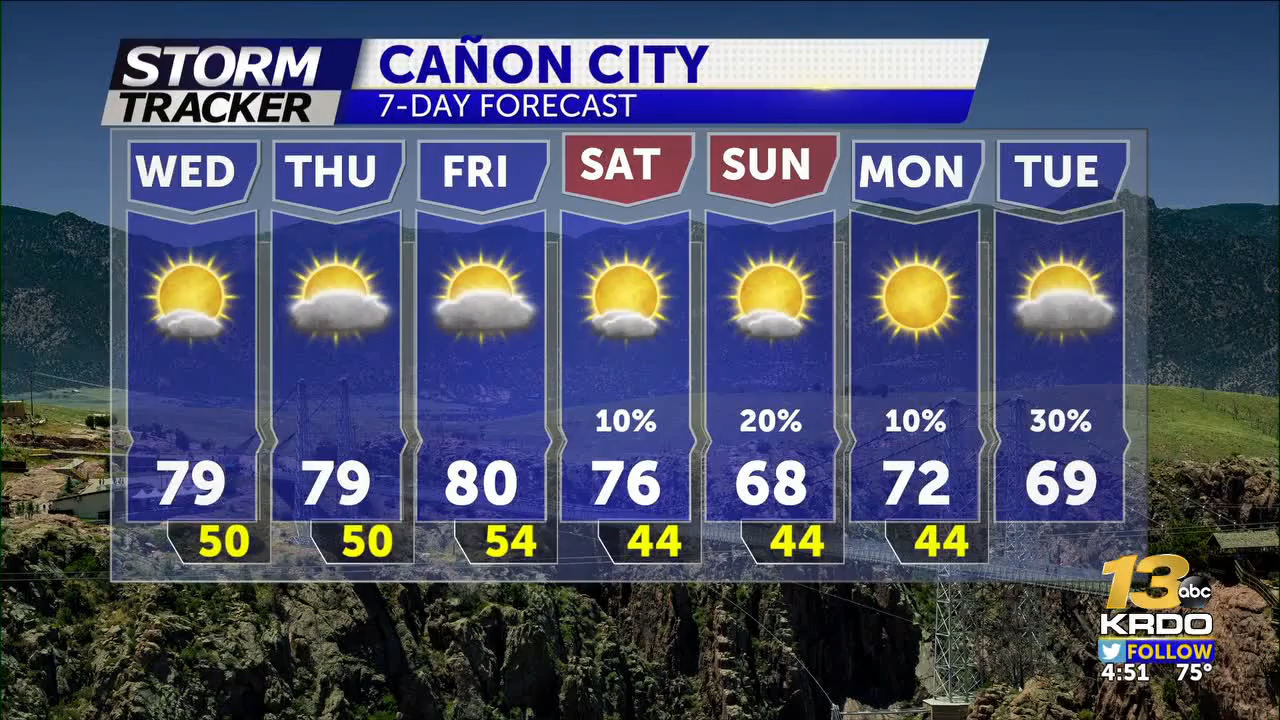 STORM
TRACKER
CAÑON CITY
7-DAY FORECAST
WED THU FRI SAT SUN MON TUE
10% 20% 10% 30%
79 79 80 76 68 72 69
50 50 54 44 44 44
13 abc
KRDO
FOLLOW
4:51 75°